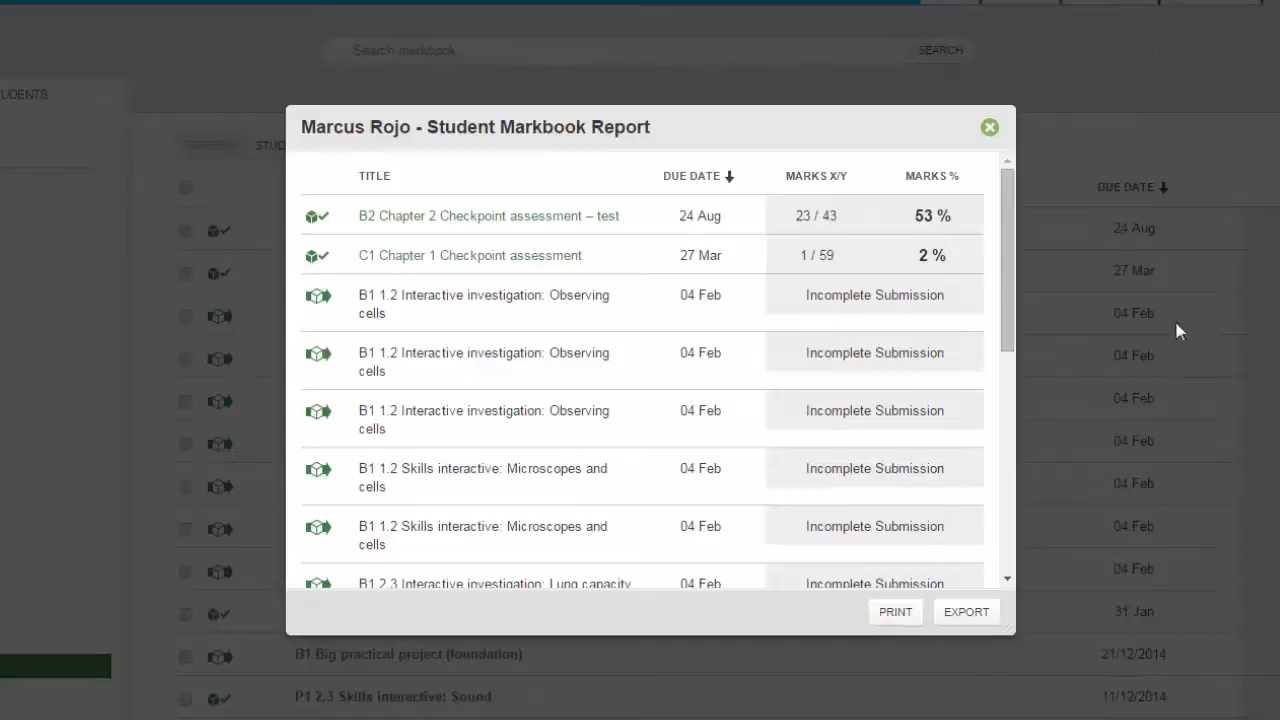 Search markbook
SEARCH
UDENTS
Marcus Rojo - Student Markbook Report
STUD
TITLE
DUE DATE
MARKS X/Y
MARKS %
DUE DATE
B2 Chapter 2 Checkpoint assessment – test
24 Aug
23 / 43
53 %
24 Aug
C1 Chapter 1 Checkpoint assessment
27 Mar
1 / 59
2 %
27 Mar
B1 1.2 Interactive investigation: Observing
cells
04 Feb
Incomplete Submission
04 Feb
B1 1.2 Interactive investigation: Observing
cells
04 Feb
Incomplete Submission
04 Feb
B1 1.2 Interactive investigation: Observing
cells
04 Feb
Incomplete Submission
04 Feb
04 Feb
B1 1.2 Skills interactive: Microscopes and
cells
04 Feb
Incomplete Submission
04 Feb
B1 1.2 Skills interactive: Microscopes and
cells
04 Feb
Incomplete Submission
04 Feb
B1 2.3 Interactive investigation: Lung capacity
04 Feb
Incomplete Submission
04 Feb
PRINT
EXPORT
31 Jan
B1 Big practical project (foundation)
21/12/2014
P1 2.3 Skills interactive: Sound
11/12/2014